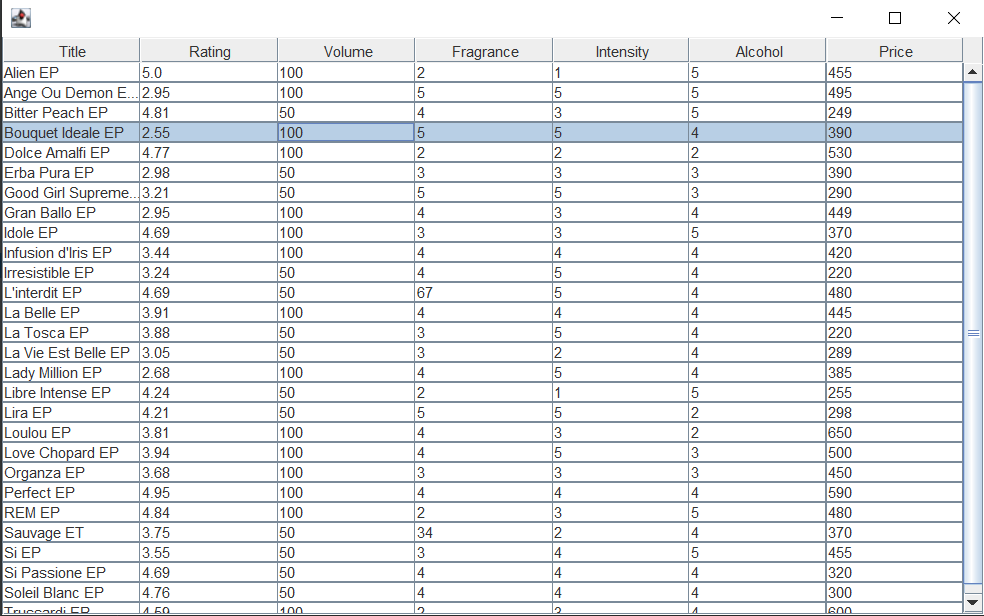 Title Rating Volume Fragrance Intensity Alcohol Price
Alien EP 5.0 100 2 1 5 455
Ange Ou Demon E... 2.95 100 5 5 5 495
Bitter Peach EP 4.81 50 4 3 5 249
Bouquet Ideale EP 2.55 100 5 5 4 390
Dolce Amalfi EP 4.77 100 2 2 2 530
Erba Pura EP 2.98 50 3 3 3 390
Good Girl Supreme... 3.21 50 5 5 3 290
Gran Ballo EP 2.95 100 4 3 4 449
Idole EP 4.69 100 3 3 5 370
Infusion d'Iris EP 3.44 100 4 4 4 420
Irresistible EP 3.24 50 4 5 4 220
L'interdit EP 4.69 50 67 5 4 480
La Belle EP 3.91 100 4 4 4 445
La Tosca EP 3.88 50 3 5 4 220
La Vie Est Belle EP 3.05 50 3 2 4 289
Lady Million EP 2.68 100 4 5 4 385
Libre Intense EP 4.24 50 2 1 5 255
Lira EP 4.21 50 5 5 2 298
Loulou EP 3.81 100 4 3 2 650
Love Chopard EP 3.94 100 4 5 3 500
Organza EP 3.68 100 3 3 3 450
Perfect EP 4.95 100 4 4 4 590
REM EP 4.84 100 2 3 5 480
Sauvage ET 3.75 50 34 2 4 370
Si EP 3.55 50 3 4 5 455
Si Passione EP 4.69 50 4 4 4 320
Soleil Blanc EP 4.76 50 4 4 4 300
Trussardi EP 4.59 100 4 600